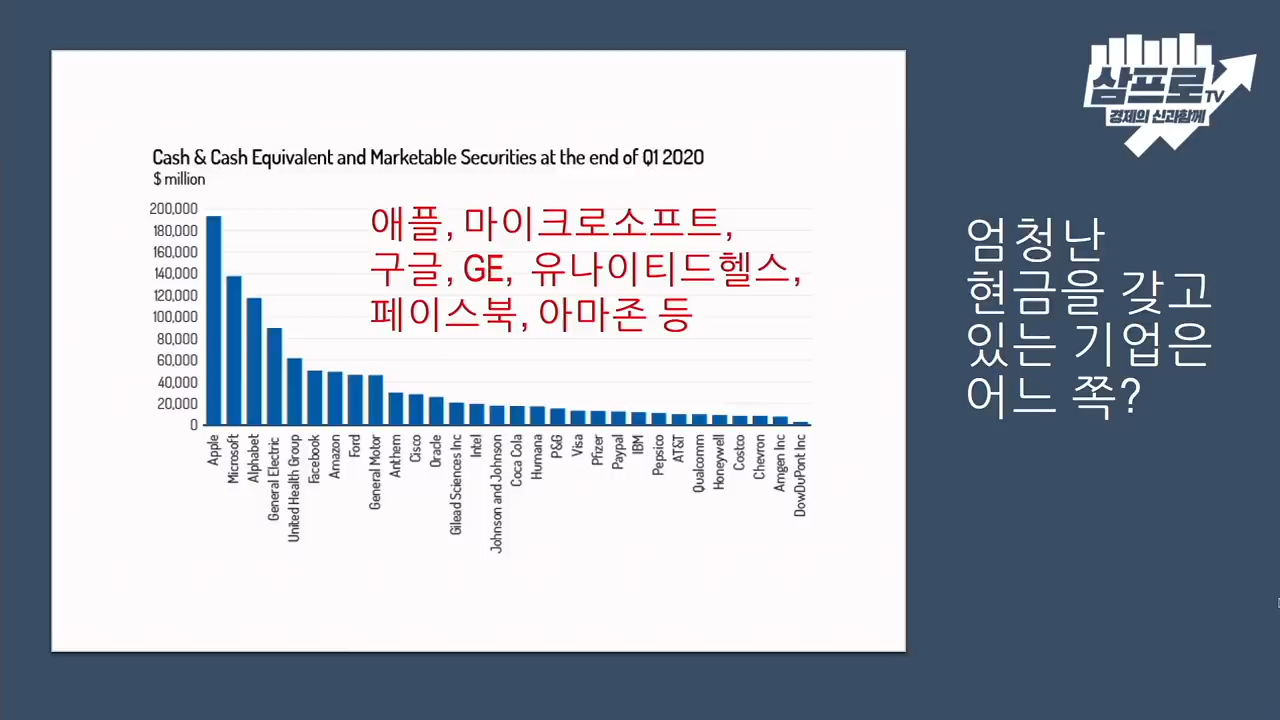 삼프로TV
경제의 신과함께
Cash & Cash Equivalent and Marketable Securities at the end of Q1 2020
$ million
200,000
180,000
160,000
140,000
120,000
100,000
80,000
60,000
40,000
20,000
0
애플, 마이크로소프트,
구글, GE, 유나이티드헬스,
페이스북, 아마존 등
Apple
Microsoft
Alphabet
General Electric
United Health Group
Facebook
Amazon
Ford
General Motor
Anthem
Cisco
Oracle
Gilead Sciences Inc
Intel
Johnson and Johnson
Coca Cola
Humana
P&G
Visa
Pfizer
Paypal
IBM
Pepsico
AT&T
Qualcomm
Honeywell
Costco
Chevron
Amgen Inc
DowDuPont Inc
엄청난
현금을 갖고
있는 기업은
어느 쪽?